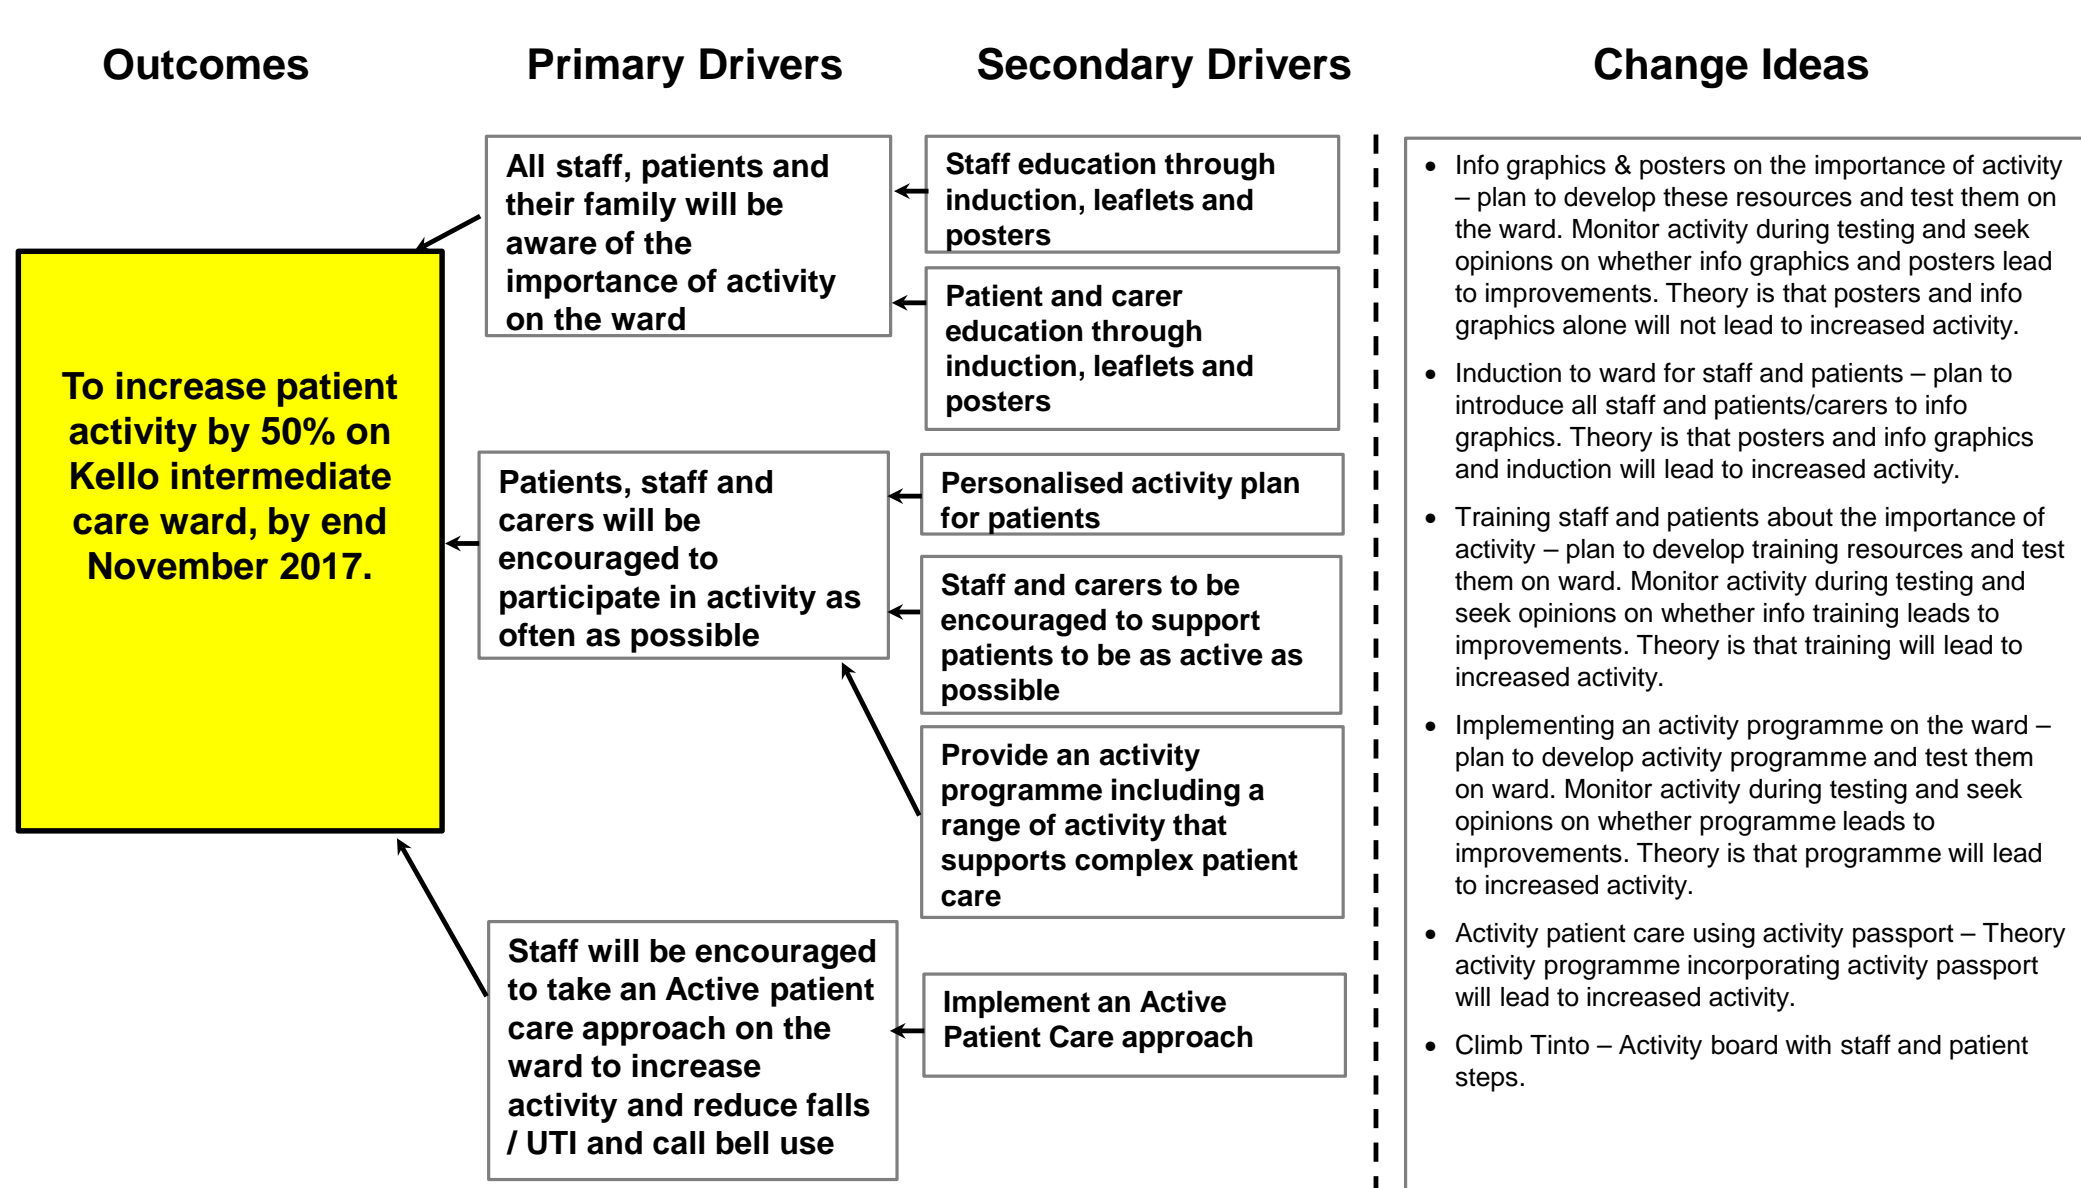 Outcomes
Primary Drivers
Secondary Drivers
Change Ideas
To increase patient
activity by 50% on
Kello intermediate
care ward, by end
November 2017.
All staff, patients and
their family will be
aware of the
importance of activity
on the ward
Patients, staff and
carers will be
encouraged to
participate in activity as
often as possible
Staff will be encouraged
to take an Active patient
care approach on the
ward to increase
activity and reduce falls
/ UTI and call bell use
Staff education through
induction, leaflets and
posters
Patient and carer
education through
induction, leaflets and
posters
Personalised activity plan
for patients
Staff and carers to be
encouraged to support
patients to be as active as
possible
Provide an activity
programme including a
range of activity that
supports complex patient
care
Implement an Active
Patient Care approach
• Info graphics & posters on the importance of activity
– plan to develop these resources and test them on
the ward. Monitor activity during testing and seek
opinions on whether info graphics and posters lead
to improvements. Theory is that posters and info
graphics alone will not lead to increased activity.
• Induction to ward for staff and patients – plan to
introduce all staff and patients/carers to info
graphics. Theory is that posters and info graphics
and induction will lead to increased activity.
• Training staff and patients about the importance of
activity – plan to develop training resources and test
them on ward. Monitor activity during testing and
seek opinions on whether info training leads to
improvements. Theory is that training will lead to
increased activity.
• Implementing an activity programme on the ward –
plan to develop activity programme and test them
on ward. Monitor activity during testing and seek
opinions on whether programme leads to
improvements. Theory is that programme will lead
to increased activity.
• Activity patient care using activity passport – Theory
activity programme incorporating activity passport
will lead to increased activity.
• Climb Tinto – Activity board with staff and patient
steps.